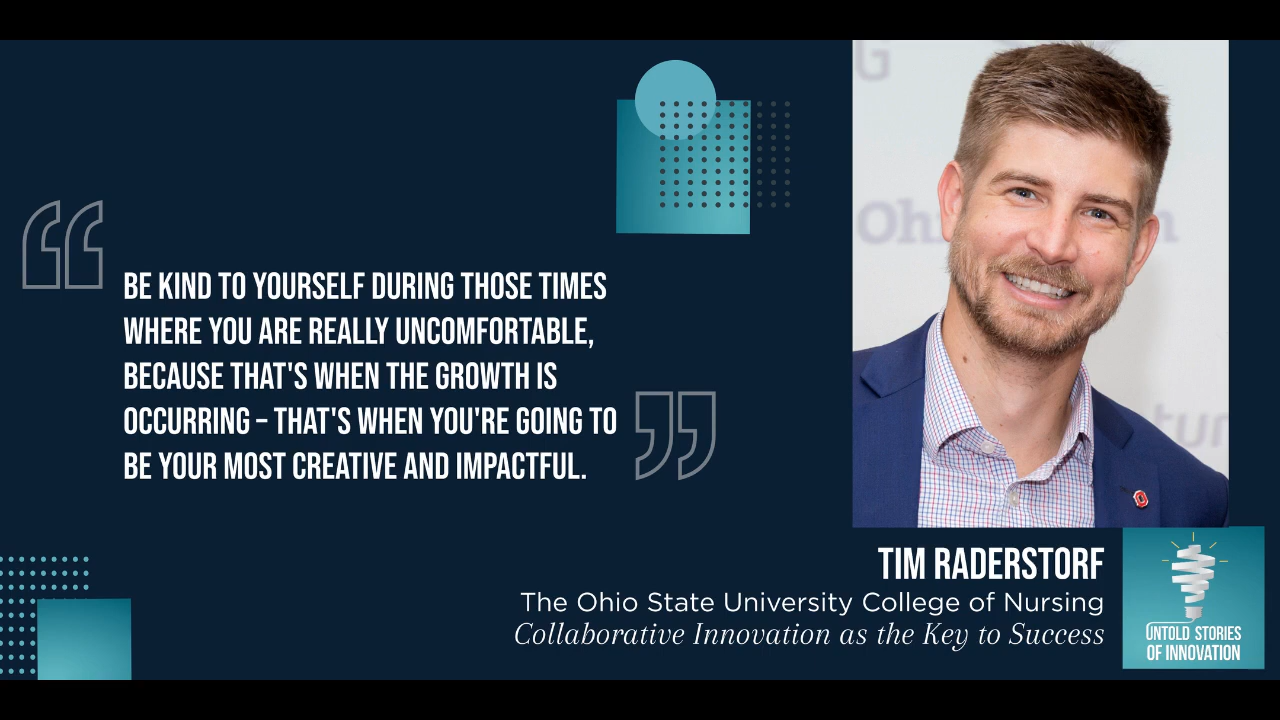 BE KIND TO YOURSELF DURING THOSE TIMES
WHERE YOU ARE REALLY UNCOMFORTABLE,
BECAUSE THAT'S WHEN THE GROWTH IS
OCCURRING – THAT'S WHEN YOU'RE GOING TO
BE YOUR MOST CREATIVE AND IMPACTFUL.
TIM RADERSTORF
The Ohio State University College of Nursing
Collaborative Innovation as the Key to Success
UNTOLD STORIES
OF INNOVATION